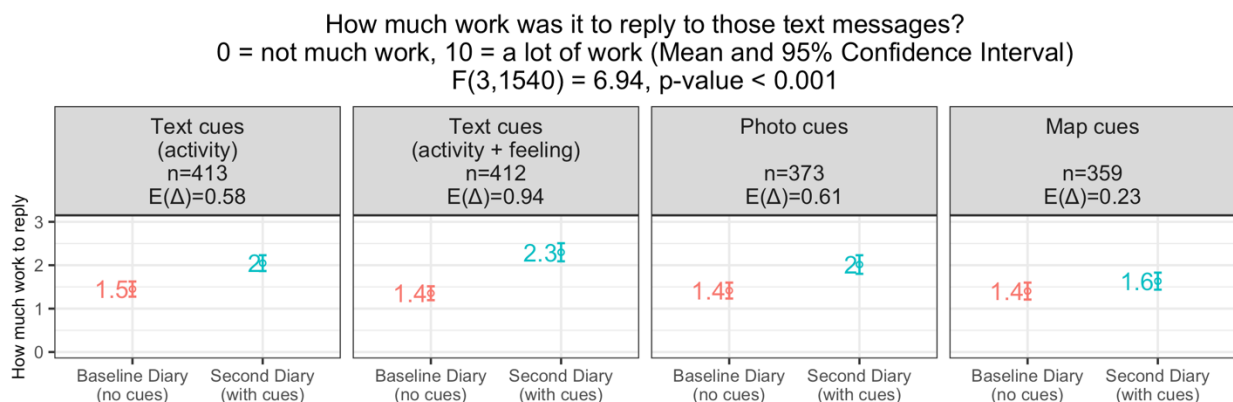 How much work was it to reply to those text messages?
0 = not much work, 10 = a lot of work (Mean and 95% Confidence Interval)
F(3,1540) = 6.94, p-value < 0.001
Text cues
(activity)
n=413
E(Δ)=0.58
Text cues
(activity + feeling)
n=412
E(Δ)=0.94
Photo cues
n=373
E(Δ)=0.61
Map cues
n=359
E(Δ)=0.23
How much work to reply
3
2
1
0
1.5
2
1.4
2.3
1.4
2
1.4
1.6
Baseline Diary
(no cues)
Second Diary
(with cues)
Baseline Diary
(no cues)
Second Diary
(with cues)
Baseline Diary
(no cues)
Second Diary
(with cues)
Baseline Diary
(no cues)
Second Diary
(with cues)